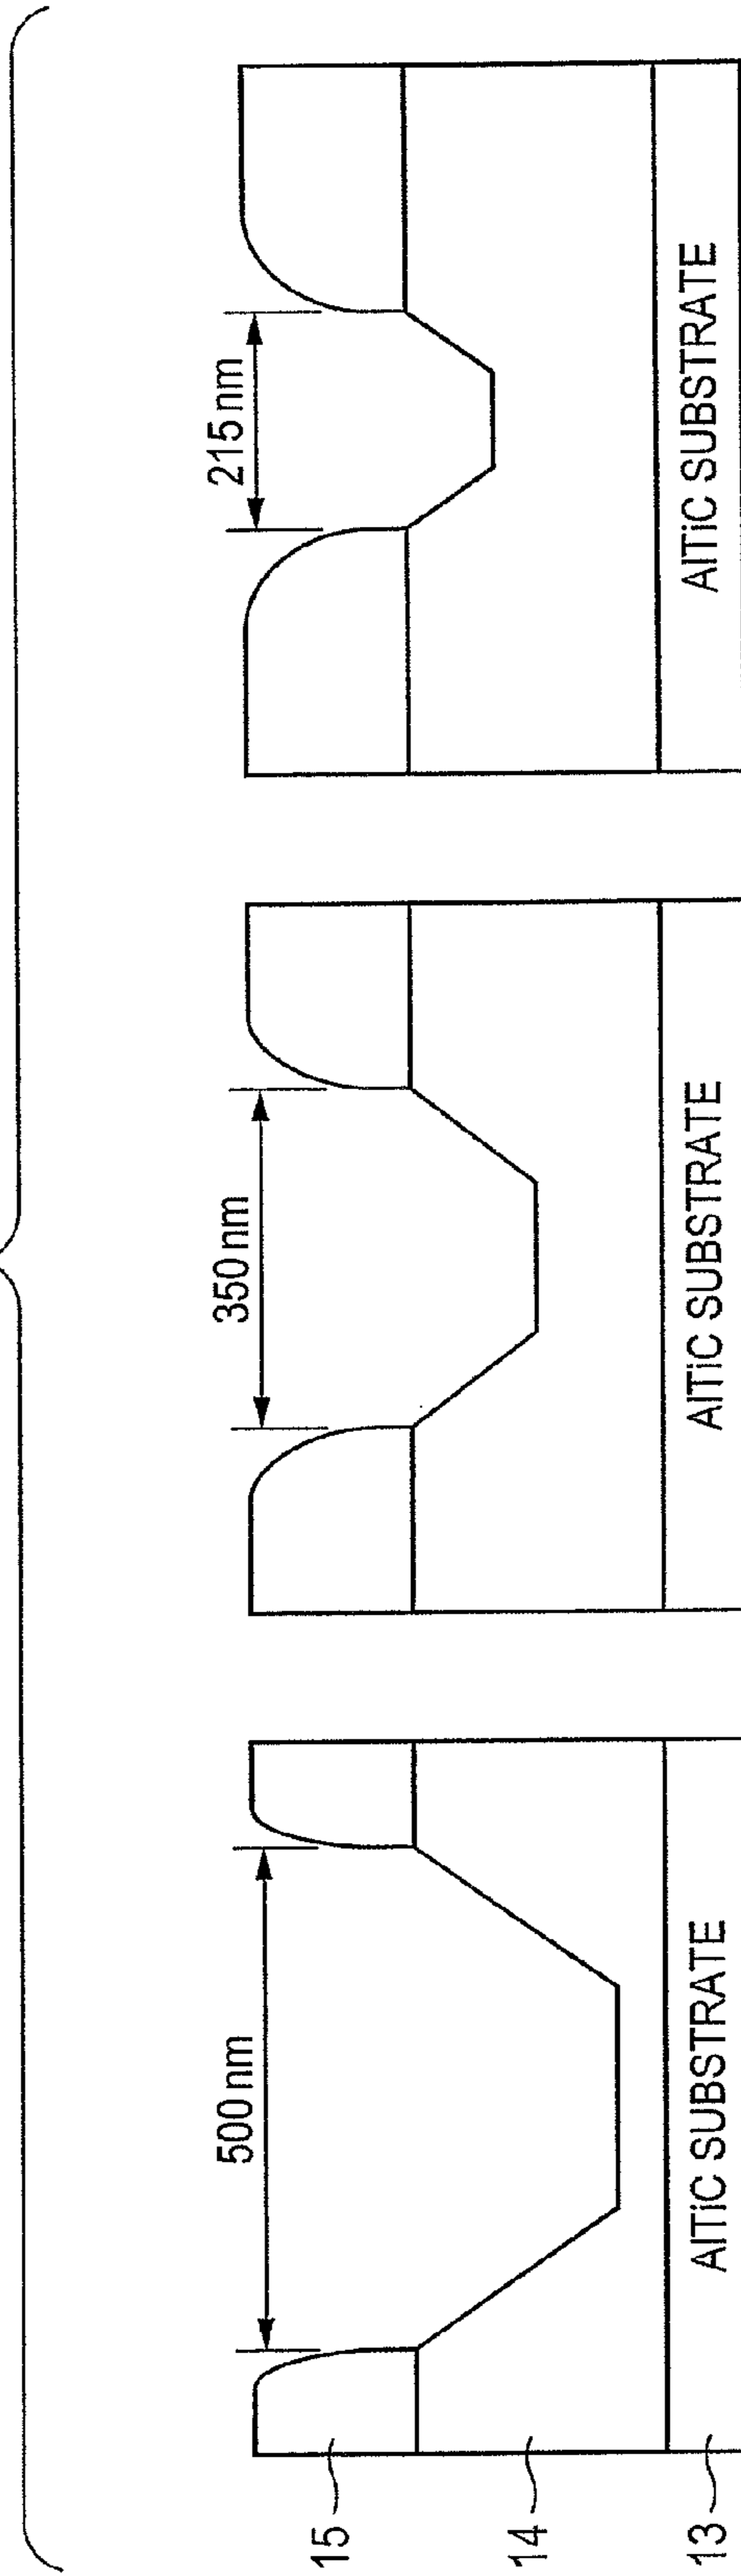 500 nm
350 nm
215 nm
15
14
13
AlTiC SUBSTRATE
AlTiC SUBSTRATE
AlTiC SUBSTRATE